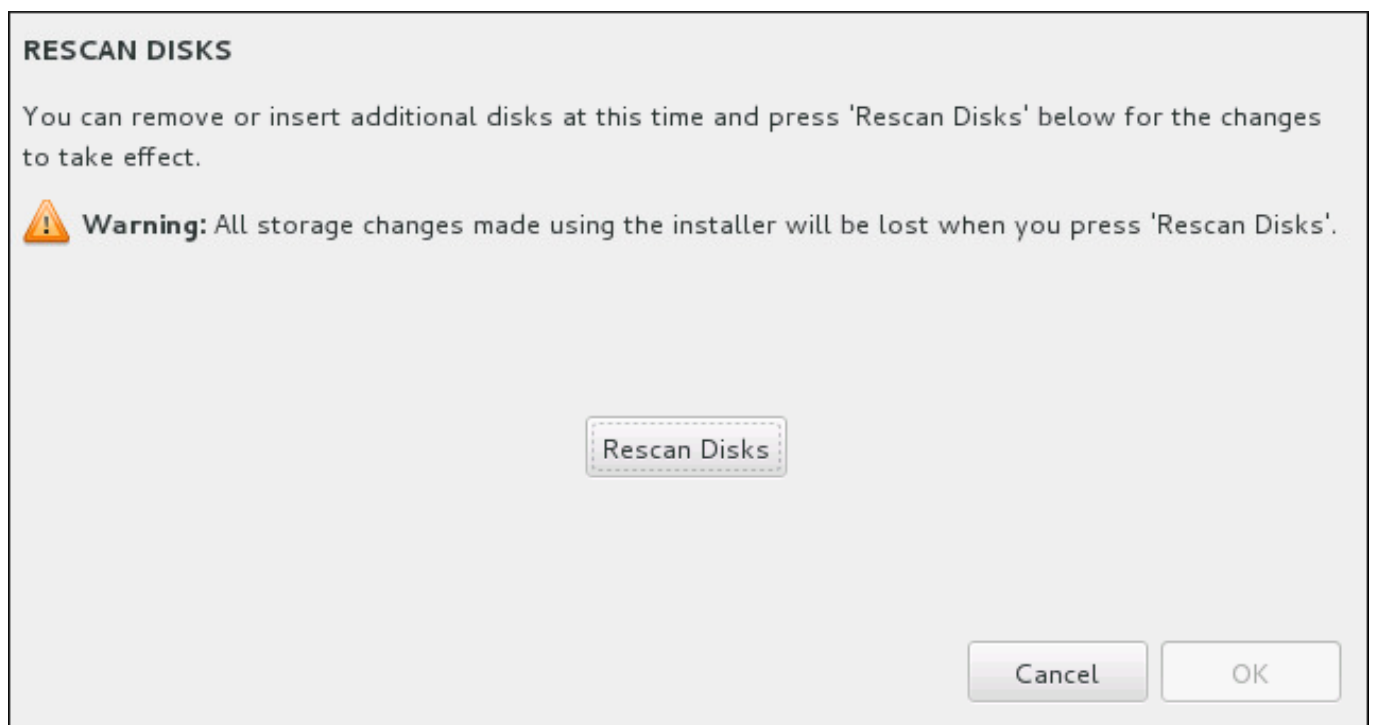 RESCAN DISKS
You can remove or insert additional disks at this time and press 'Rescan Disks' below for the changes
to take effect.
Warning: All storage changes made using the installer will be lost when you press 'Rescan Disks'.
Rescan Disks
Cancel
OK